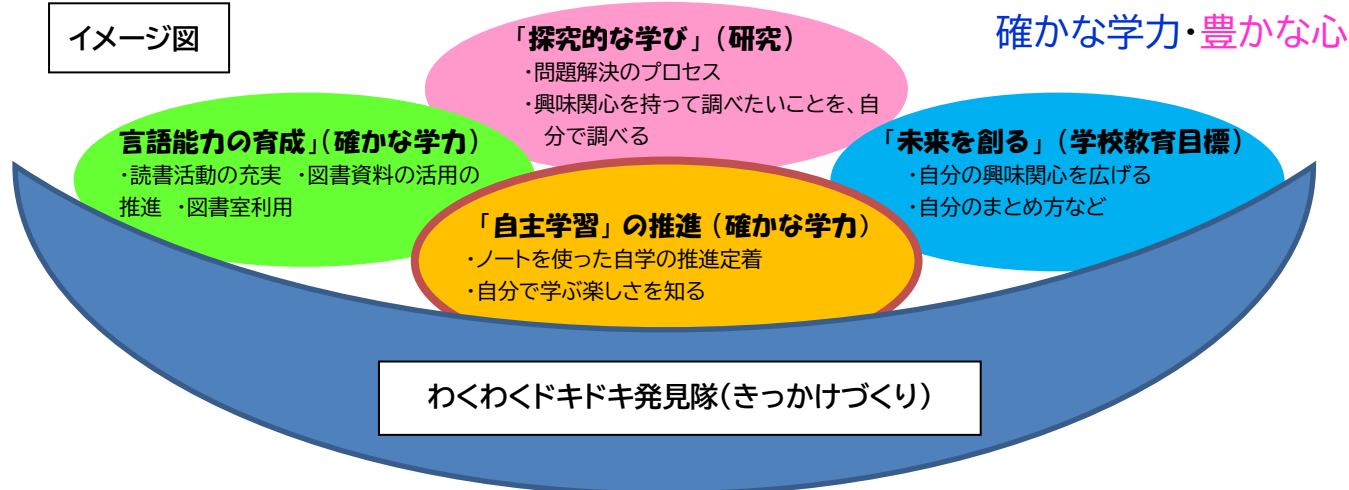 イメージ図
確かな学力・豊かな心
「探究的な学び」（研究）
・問題解決のプロセス
・興味関心を持って調べたいことを、自
分で調べる
言語能力の育成」（確かな学力）
・読書活動の充実　・図書資料の活用の
推進　・図書室利用
「未来を創る」（学校教育目標）
・自分の興味関心を広げる
・自分のまとめ方など
「自主学習」の推進（確かな学力）
・ノートを使った自学の推進定着
・自分で学ぶ楽しさを知る
わくわくドキドキ発見隊（きっかけづくり）